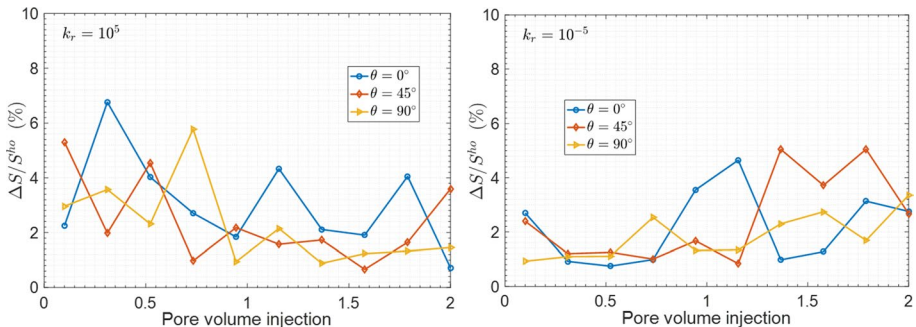 k_r = 10^5
θ = 0°
θ = 45°
θ = 90°
ΔS/S^{ho} (%)
10
8
6
4
2
0
0 0.5 1 1.5 2
Pore volume injection
k_r = 10^{-5}
θ = 0°
θ = 45°
θ = 90°
ΔS/S^{ho} (%)
10
8
6
4
2
0
0 0.5 1 1.5 2
Pore volume injection